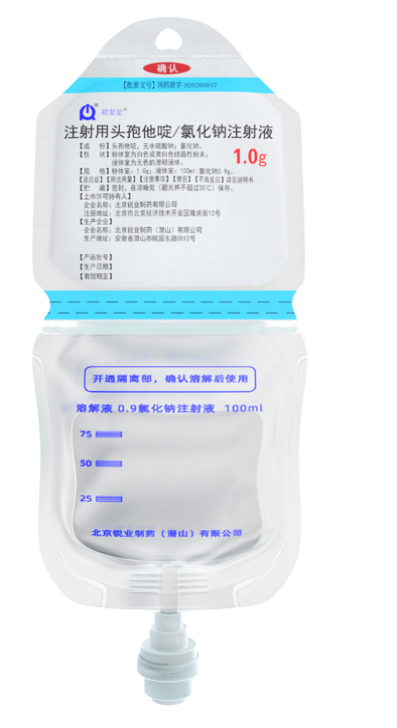 确认
【批准文号】国药准字
锐复定®
注射用头孢他啶/氯化钠注射液
【成 份】头孢他啶,无水碳酸钠;氯化钠。
【性 状】粉体室为白色或类白色结晶性粉末;
液体室为无色的澄明液体。
1.0g
【规 格】粉体室:1.0g;液体室:100ml:氯化钠0.9g。
【适应症】【用法用量】【注意事项】【禁忌】【不良反应】详见说明书
【贮 藏】密封,在凉暗处(避光并不超过20℃)保存。
【上市许可持有人】
企业名称:北京锐业制药有限公司
注册地址:北京市北京经济技术开发区隆庆街12号
【生产企业】
企业名称:北京锐业制药(潜山)有限公司
生产地址:安徽省潜山市皖国东路0012号
【产品批号】
【生产日期】
【有效期至】
开通隔离部,确认溶解后使用
溶解液 0.9氯化钠注射液 100ml
75
50
25
北京锐业制药(潜山)有限公司